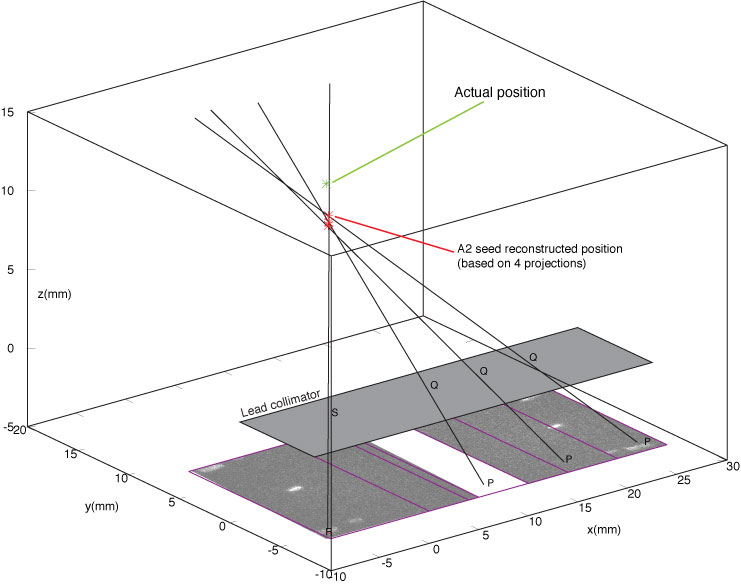 15
Actual position
10
A2 seed reconstructed position
(based on 4 projections)
5
z(mm)
0
Q
Q
Q
Lead collimator
S
-5
20
15
P
P
P
10
30
y(mm)
5
25
20
0
15
x(mm)
R
10
-5
5
0
-5
-10
-10